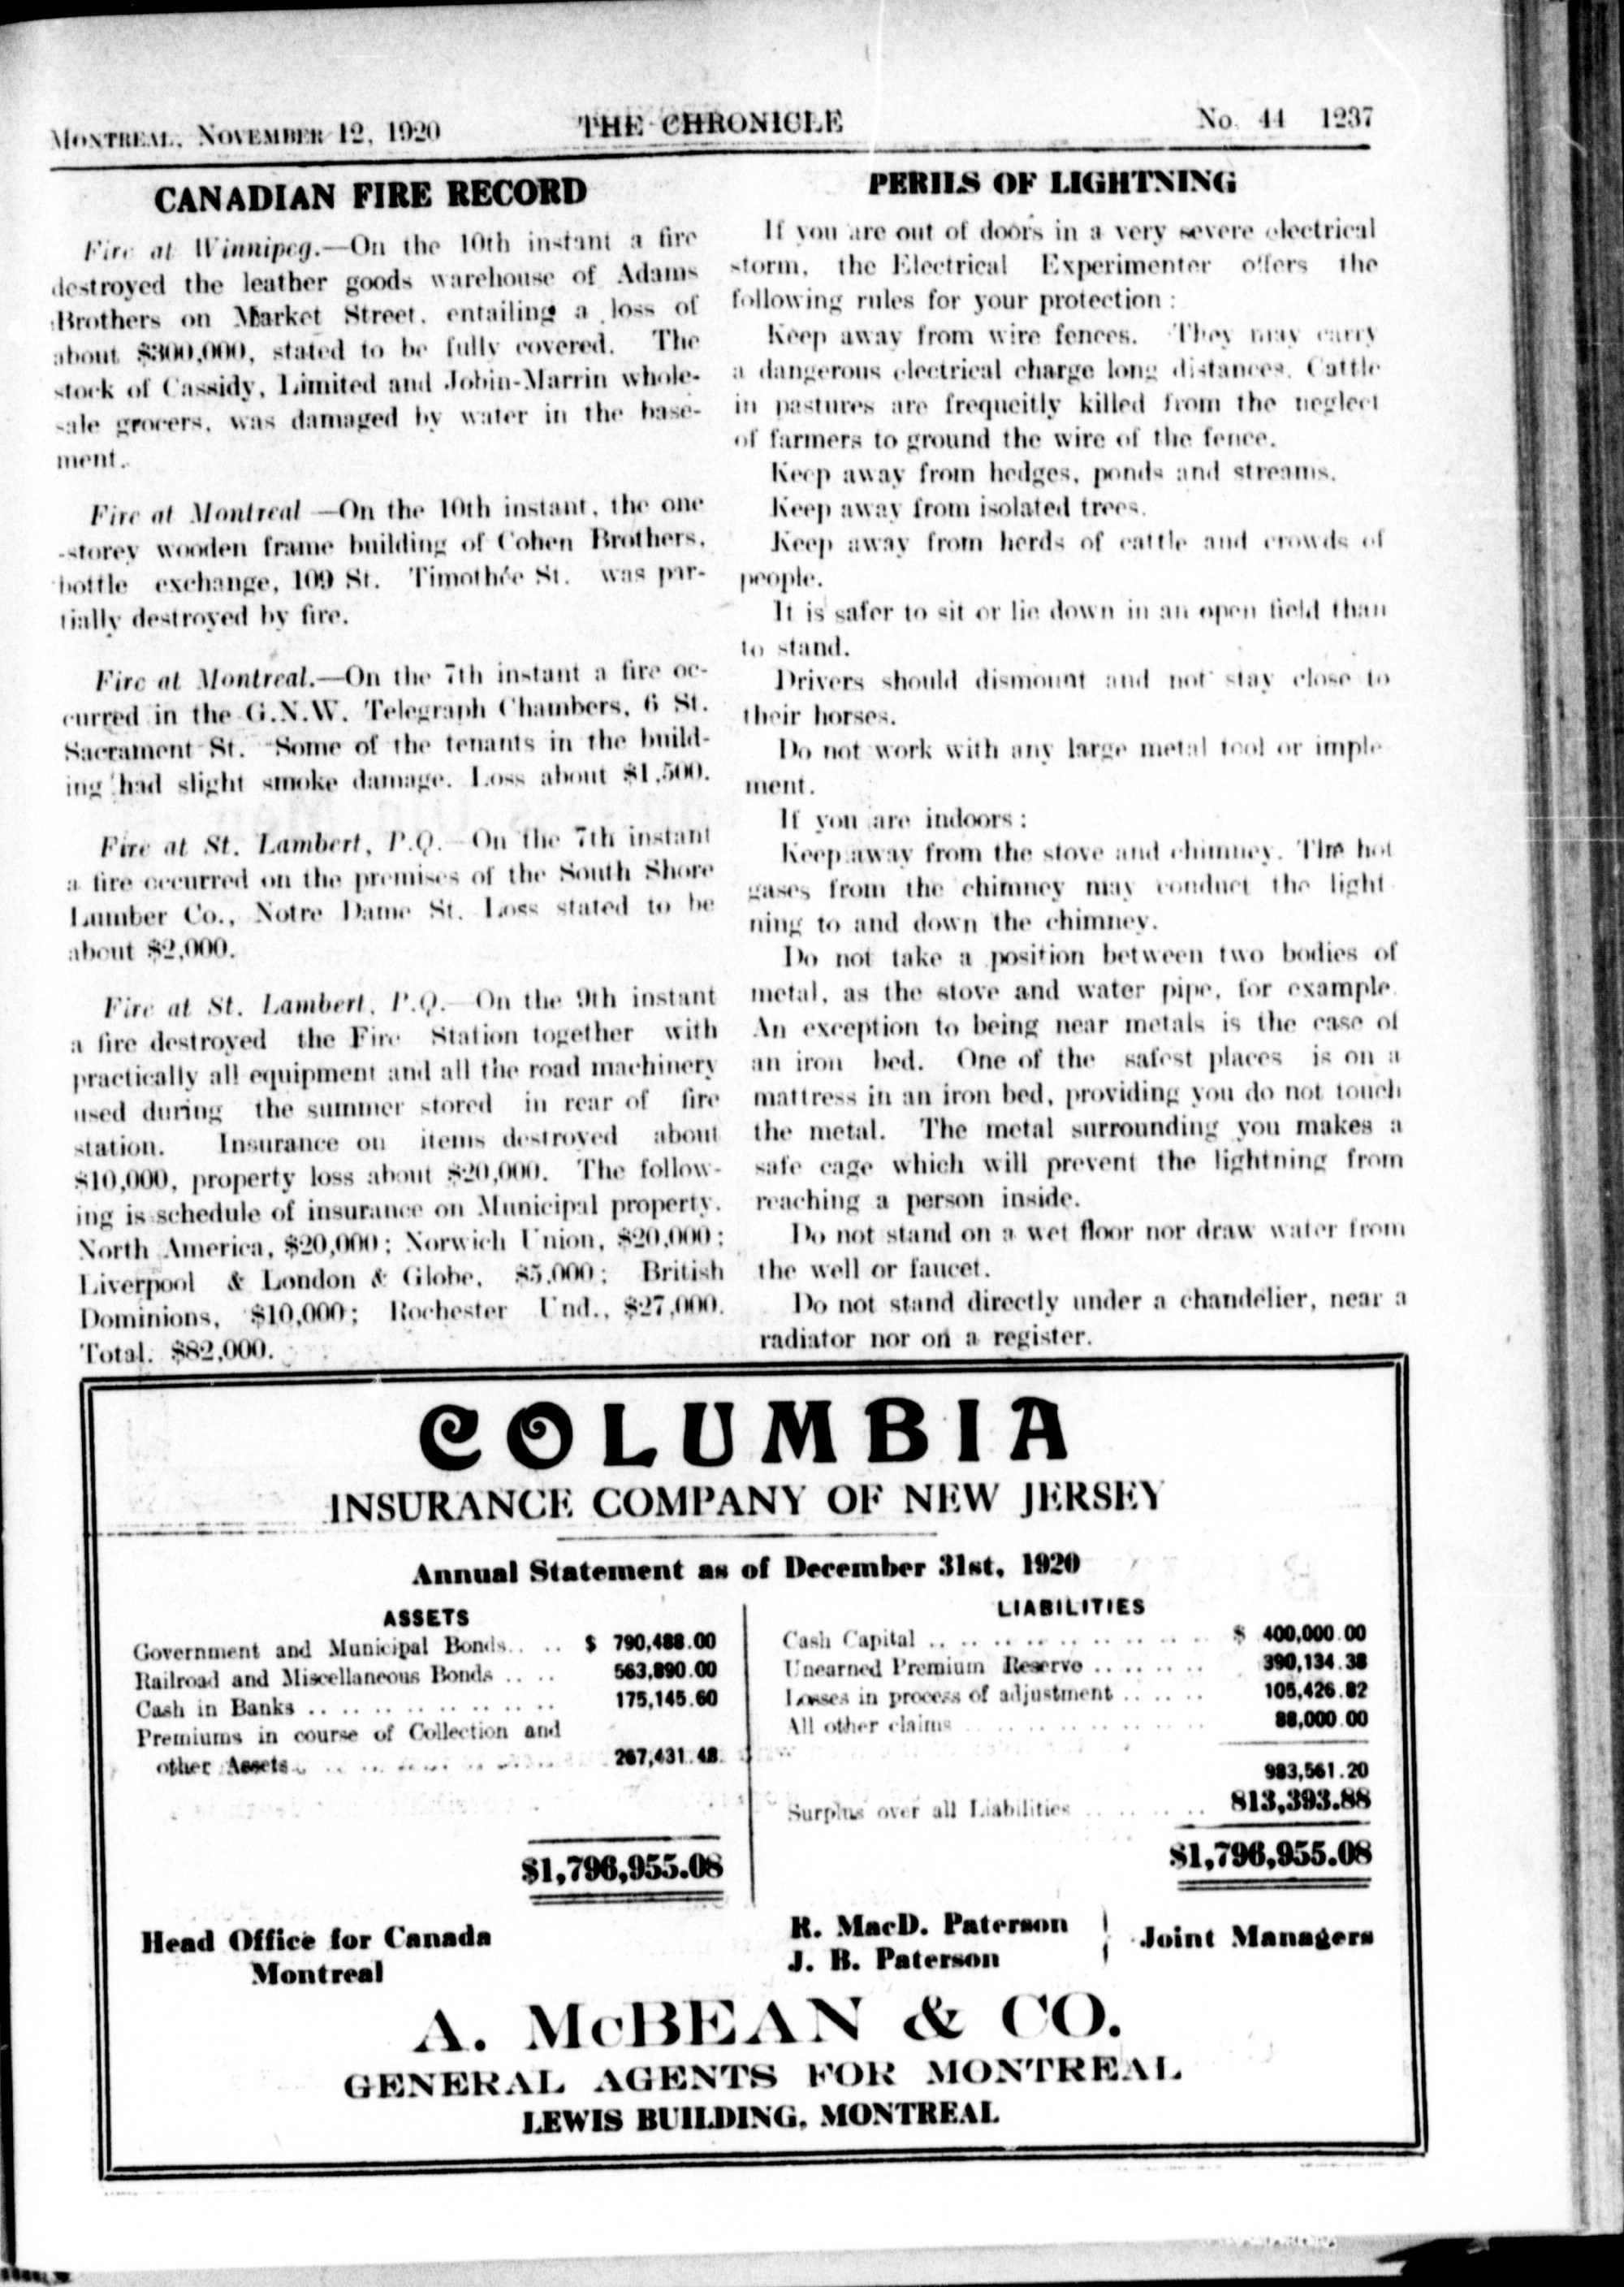 MONTREAL, NOVEMBER 12, 1920 THE CHRONICLE No. 44 1237
CANADIAN FIRE RECORD
Fire at Winnipeg.—On the 10th instant a fire
destroyed the leather goods warehouse of Adams
Brothers on Market Street, entailing a loss of
about $300,000, stated to be fully covered. The
stock of Cassidy, Limited and Jobin-Marrin whole-
sale grocers, was damaged by water in the base-
ment.
Fire at Montreal —On the 10th instant, the one
-storey wooden frame building of Cohen Brothers,
bottle exchange, 109 St. Timothée St. was par-
tially destroyed by fire.
Fire at Montreal.—On the 7th instant a fire oc-
curred in the G.N.W. Telegraph Chambers, 6 St.
Sacrament St. Some of the tenants in the build-
ing had slight smoke damage. Loss about $1,500.
Fire at St. Lambert, P.Q.—On the 7th instant
a fire occurred on the premises of the South Shore
Lumber Co., Notre Dame St. Loss stated to be
about $2,000.
Fire at St. Lambert, P.Q.—On the 9th instant
a fire destroyed the Fire Station together with
practically all equipment and all the road machinery
used during the summer stored in rear of fire
station. Insurance on items destroyed about
$10,000, property loss about $20,000. The follow-
ing is schedule of insurance on Municipal property.
North America, $20,000; Norwich Union, $20,000;
Liverpool & London & Globe, $5,000; British
Dominions, $10,000; Rochester Und., $27,000.
Total. $82,000.
PERILS OF LIGHTNING
If you are out of doors in a very severe electrical
storm, the Electrical Experimenter offers the
following rules for your protection:
Keep away from wire fences. They may carry
a dangerous electrical charge long distances. Cattle
in pastures are frequeitly killed from the neglect
of farmers to ground the wire of the fence.
Keep away from hedges, ponds and streams.
Keep away from isolated trees.
Keep away from herds of cattle and crowds of
people.
It is safer to sit or lie down in an open field than
to stand.
Drivers should dismount and not stay close to
their horses.
Do not work with any large metal tool or imple-
ment.
If you are indoors:
Keep away from the stove and chimney. The hot
gases from the chimney may conduct the light-
ning to and down the chimney.
Do not take a position between two bodies of
metal, as the stove and water pipe, for example.
An exception to being near metals is the case of
an iron bed. One of the safest places is on a
mattress in an iron bed, providing you do not touch
the metal. The metal surrounding you makes a
safe cage which will prevent the lightning from
reaching a person inside.
Do not stand on a wet floor nor draw water from
the well or faucet.
Do not stand directly under a chandelier, near a
radiator nor on a register.
COLUMBIA
INSURANCE COMPANY OF NEW JERSEY
Annual Statement as of December 31st, 1920
ASSETS
Government and Municipal Bonds.. .. $ 790,488.00
Railroad and Miscellaneous Bonds .. .. 563,890.00
Cash in Banks .. .. .. .. .. .. .. .. 175,145.60
Premiums in course of Collection and
other Assets .. .. .. .. .. .. .. .. 267,431.48
$1,796,955.08
LIABILITIES
Cash Capital .. .. .. .. .. .. .. .. $ 400,000.00
Unearned Premium Reserve .. .. .. .. 390,134.38
Losses in process of adjustment .. .. .. 105,426.82
All other claims .. .. .. .. .. .. .. 88,000.00
983,561.20
Surplus over all Liabilities .. .. .. .. 813,393.88
$1,796,955.08
Head Office for Canada
Montreal
R. MacD. Paterson
J. B. Paterson
Joint Managers
A. McBEAN & CO.
GENERAL AGENTS FOR MONTREAL
LEWIS BUILDING, MONTREAL